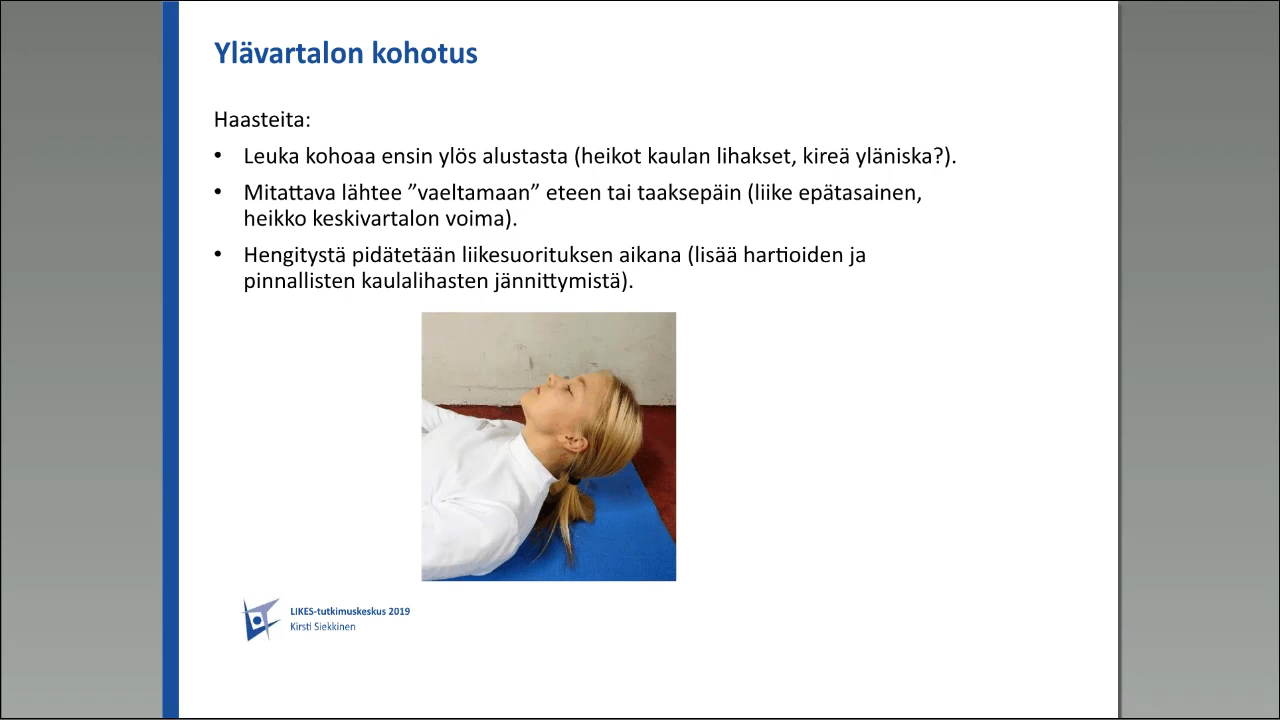 Ylävartalon kohotus
Haasteita:
• Leuka kohoaa ensin ylös alustasta (heikot kaulan lihakset, kireä yläniska?).
• Mitattava lähtee ”vaeltamaan” eteen tai taaksepäin (liike epätasainen,
heikko keskivartalon voima).
• Hengitystä pidätetään liikesuorituksen aikana (lisää hartioiden ja
pinnallisten kaulalihasten jännittymistä).
LIKES-tutkimuskeskus 2019
Kirsti Siekkinen